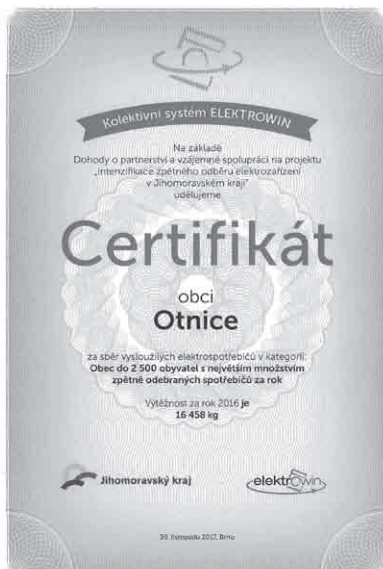 Kolektivní systém ELEKTROWIN
Na základě
Dohody o partnerství a vzájemné spolupráci na projektu
„Intenzifikace zpětného odběru elektrozařízení
v Jihomoravském kraji"
udělujeme
Certifikát
obci
Otnice
za sběr vysloužilých elektrospotřebičů v kategorii:
Obec do 2 500 obyvatel s největším množstvím
zpětně odebraných spotřebičů za rok
Výtěžnost za rok 2016 je
16 458 kg
Jihomoravský kraj
elektrowin
30. listopadu 2017, Brno